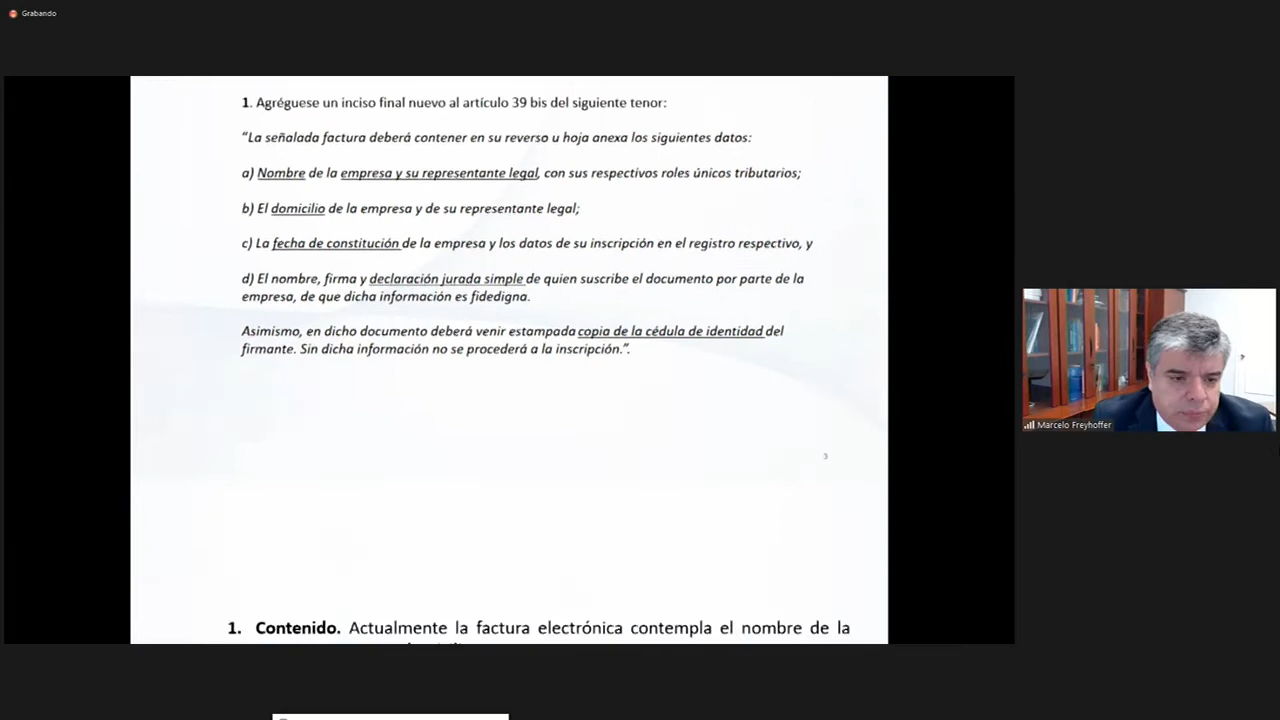 Grabando
1. Agréguese un inciso final nuevo al artículo 39 bis del siguiente tenor:
“La señalada factura deberá contener en su reverso u hoja anexa los siguientes datos:
a) Nombre de la empresa y su representante legal, con sus respectivos roles únicos tributarios;
b) El domicilio de la empresa y de su representante legal;
c) La fecha de constitución de la empresa y los datos de su inscripción en el registro respectivo, y
d) El nombre, firma y declaración jurada simple de quien suscribe el documento por parte de la
empresa, de que dicha información es fidedigna.
Asimismo, en dicho documento deberá venir estampada copia de la cédula de identidad del
firmante. Sin dicha información no se procederá a la inscripción.”.
3
1. Contenido. Actualmente la factura electrónica contempla el nombre de la
Marcelo Freyhoffer